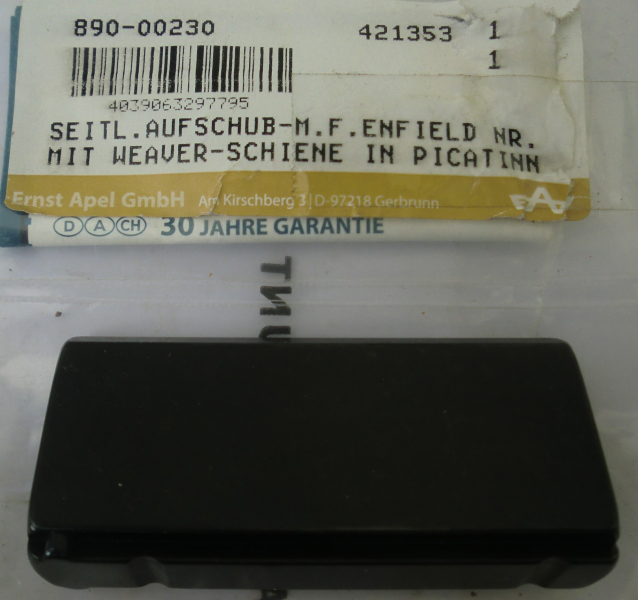 890-00230 421353 1
1
4039063297795
SEITL.AUFSCHUB-M.F.ENFIELD NR.
MIT WEAVER-SCHIENE IN PICATINN
Ernst Apel GmbH Am Kirschberg 3 | D-97218 Gerbrunn
D A CH 30 JAHRE GARANTIE